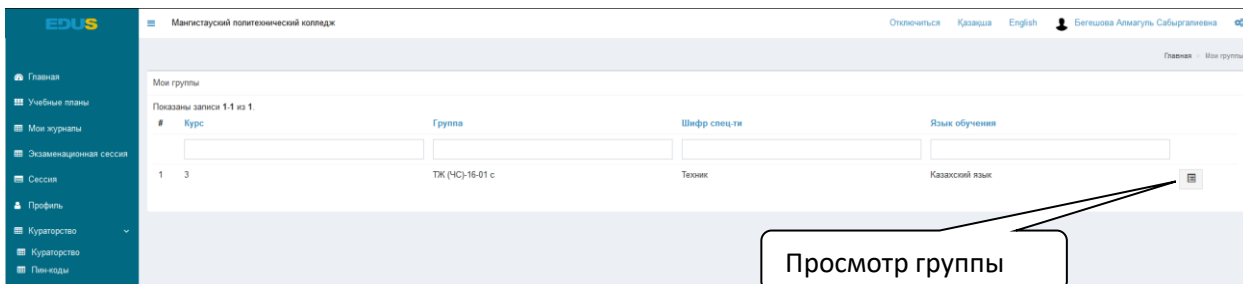 EDUS
Мангистауский политехнический колледж
Отключиться Қазақша English Бегешова Алмагуль Сабыргалиевна
Главная Мои группы
Главная
Учебные планы
Мои журналы
Экзаменационная сессия
Сессия
Профиль
Кураторство
Кураторство
Пин-коды
Мои группы
Показаны записи 1-1 из 1.
# Курс Группа Шифр спец-ти Язык обучения
1 3 ТЖ (ЧС)-16-01 с Техник Казахский язык
Просмотр группы